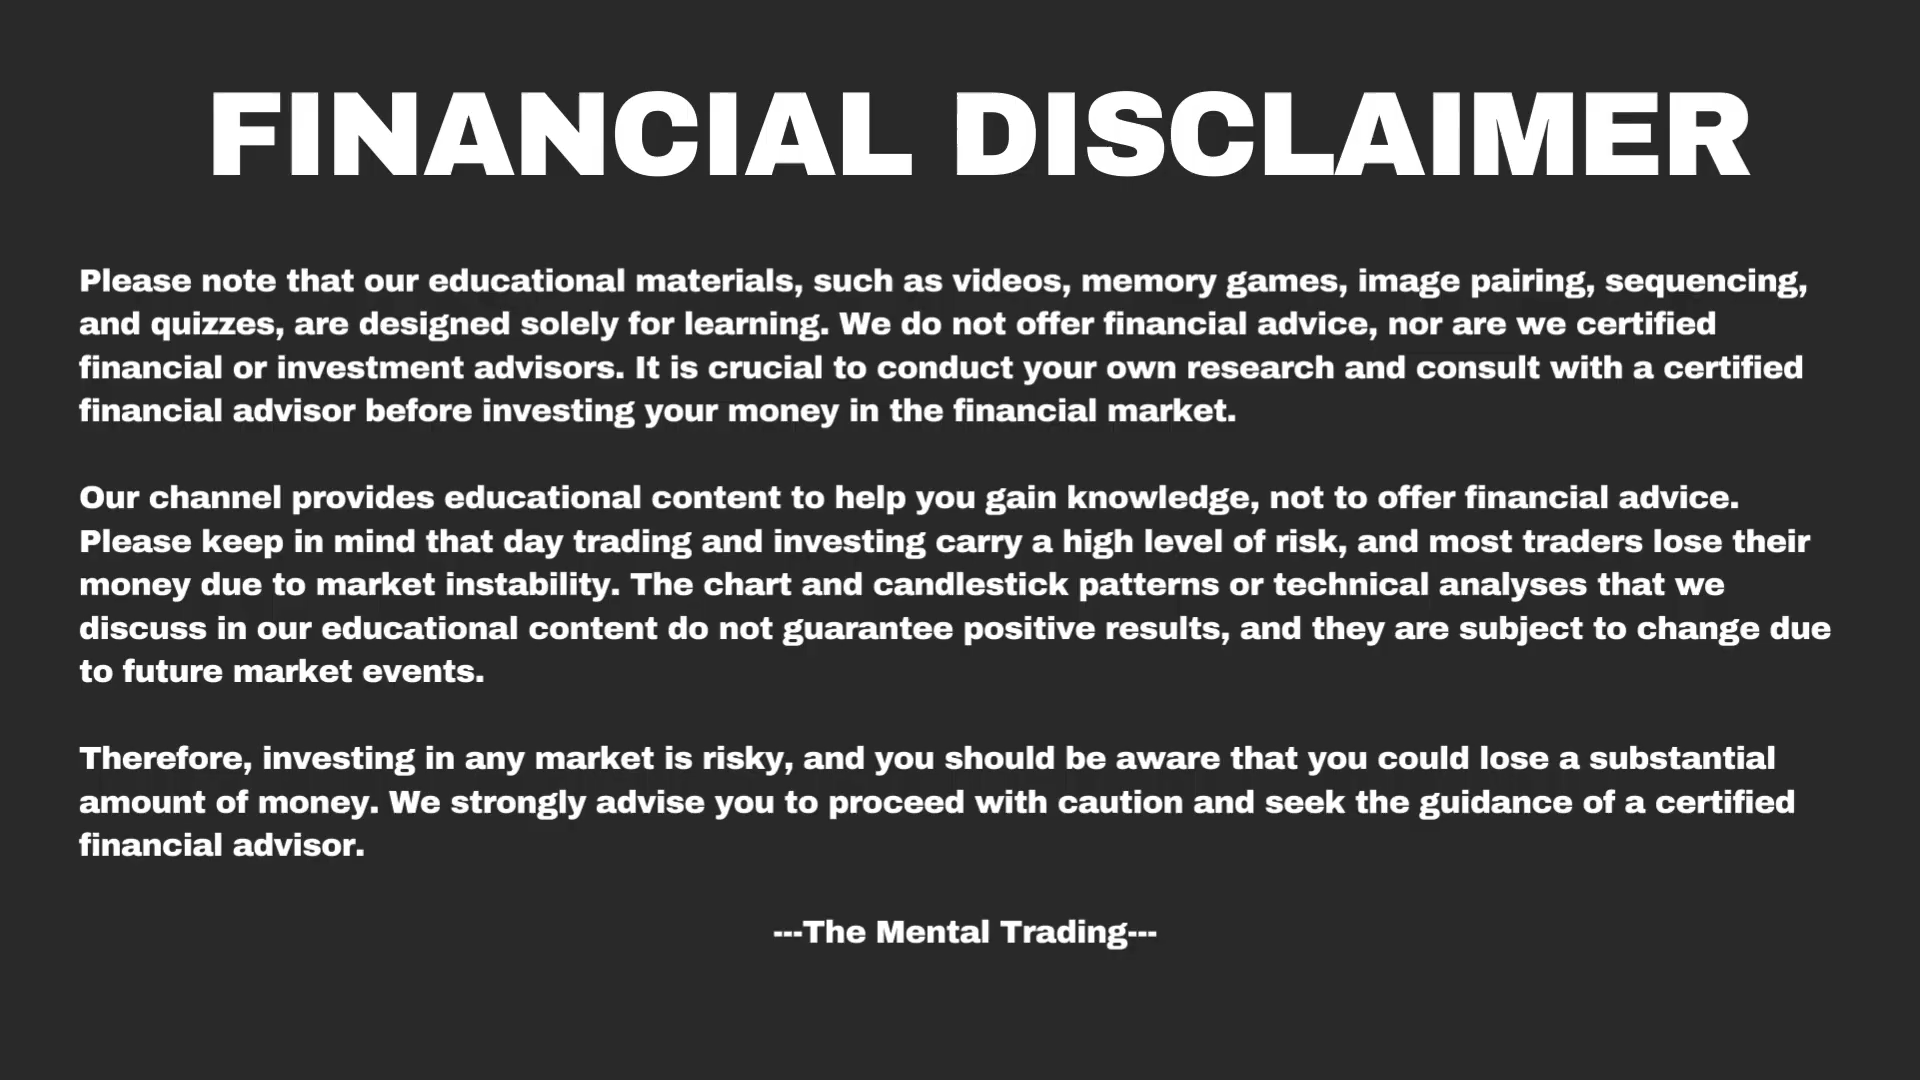 FINANCIAL DISCLAIMER
Please note that our educational materials, such as videos, memory games, image pairing, sequencing,
and quizzes, are designed solely for learning. We do not offer financial advice, nor are we certified
financial or investment advisors. It is crucial to conduct your own research and consult with a certified
financial advisor before investing your money in the financial market.
Our channel provides educational content to help you gain knowledge, not to offer financial advice.
Please keep in mind that day trading and investing carry a high level of risk, and most traders lose their
money due to market instability. The chart and candlestick patterns or technical analyses that we
discuss in our educational content do not guarantee positive results, and they are subject to change due
to future market events.
Therefore, investing in any market is risky, and you should be aware that you could lose a substantial
amount of money. We strongly advise you to proceed with caution and seek the guidance of a certified
financial advisor.
---The Mental Trading---